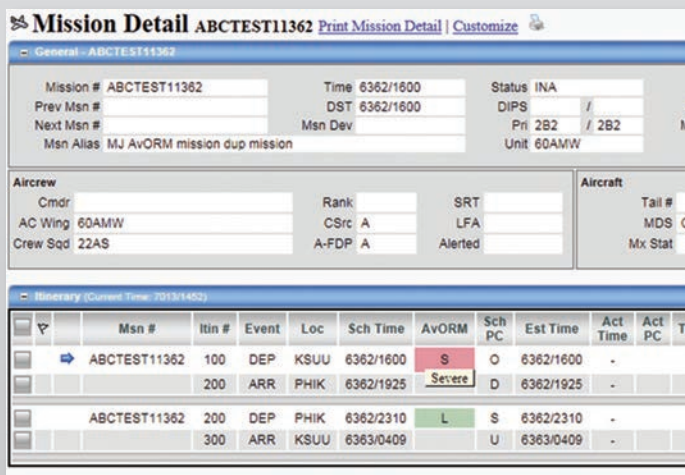 Mission Detail ABCTEST11362 Print Mission Detail | Customize
General - ABCTEST11362
Mission # ABCTEST11362 Time 6362/1600 Status INA
Prev Msn # DST 6362/1600 DIPS /
Next Msn # Msn Dev Pri 2B2 / 2B2 M
Msn Alias MJ AvORM mission dup mission Unit 60AMW
Aircrew Aircraft
Cmdr Rank SRT Tail #
AC Wing 60AMW CSrc A LFA MDS
Crew Sqd 22AS A-FDP A Alerted Mx Stat
Itinerary (Current Time: 7013/1452)
Msn # Itin # Event Loc Sch Time AvORM Sch PC Est Time Act Time Act PC T
ABCTEST11362 100 DEP KSUU 6362/1600 S O 6362/1600 -
200 ARR PHIK 6362/1925 Severe D 6362/1925 -
ABCTEST11362 200 DEP PHIK 6362/2310 L S 6362/2310 -
300 ARR KSUU 6363/0409 U 6363/0409 -